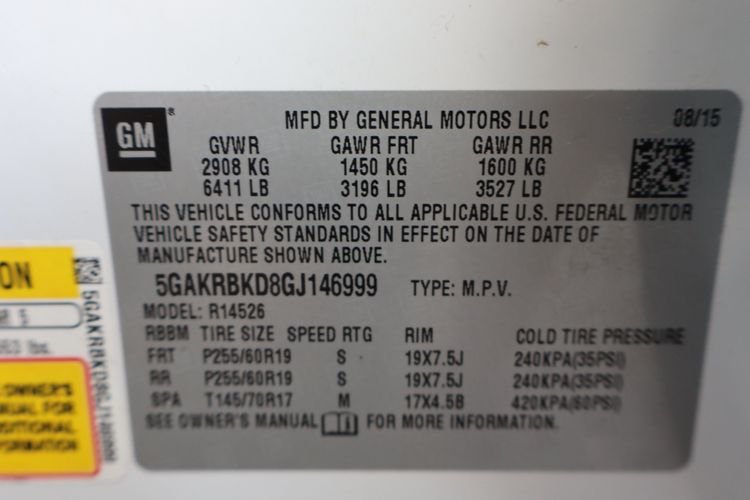 GM
MFD BY GENERAL MOTORS LLC 08/15
GVWR GAWR FRT GAWR RR
2908 KG 1450 KG 1600 KG
6411 LB 3196 LB 3527 LB
THIS VEHICLE CONFORMS TO ALL APPLICABLE U.S. FEDERAL MOTOR
VEHICLE SAFETY STANDARDS IN EFFECT ON THE DATE OF
MANUFACTURE SHOWN ABOVE.
5GAKRBKD8GJ146999 TYPE: M.P.V.
MODEL: R14526
RBBM TIRE SIZE SPEED RTG RIM COLD TIRE PRESSURE
FRT P255/60R19 S 19X7.5J 240KPA(35PSI)
RR P255/60R19 S 19X7.5J 240KPA(35PSI)
SPA T145/70R17 M 17X4.5B 420KPA(60PSI)
SEE OWNER'S MANUAL FOR MORE INFORMATION.
ON
R 5
lbs.
OWNER'S
FOR
5GAKRBKD8GJ146999